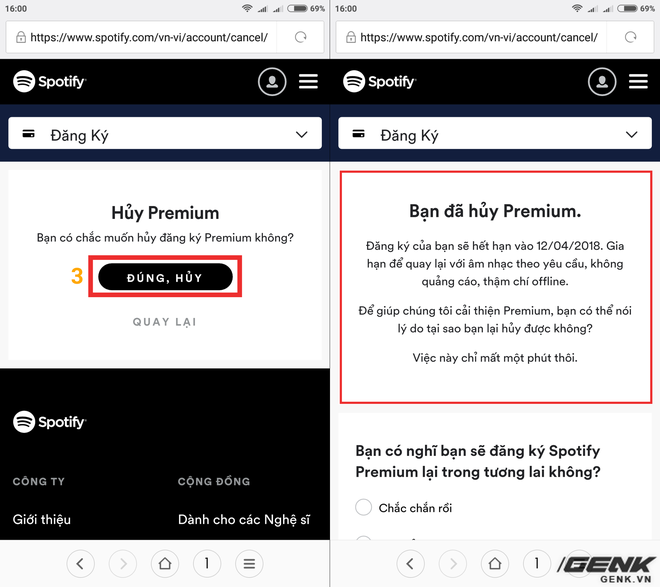 16:00
69%
https://www.spotify.com/vn-vi/account/cancel/
Spotify
Đăng Ký
Hủy Premium
Bạn có chắc muốn hủy đăng ký Premium không?
3
ĐÚNG, HỦY
QUAY LẠI
Spotify
CÔNG TY
CỘNG ĐỒNG
Giới thiệu
Dành cho các Nghệ sĩ
1
16:00
69%
https://www.spotify.com/vn-vi/account/cancel/
Spotify
Đăng Ký
Bạn đã hủy Premium.
Đăng ký của bạn sẽ hết hạn vào 12/04/2018. Gia
hạn để quay lại với âm nhạc theo yêu cầu, không
quảng cáo, thậm chí offline.
Để giúp chúng tôi cải thiện Premium, bạn có thể nói
lý do tại sao bạn lại hủy được không?
Việc này chỉ mất một phút thôi.
Bạn có nghĩ bạn sẽ đăng ký Spotify
Premium lại trong tương lai không?
Chắc chắn rồi
1
GENK
GENK.VN